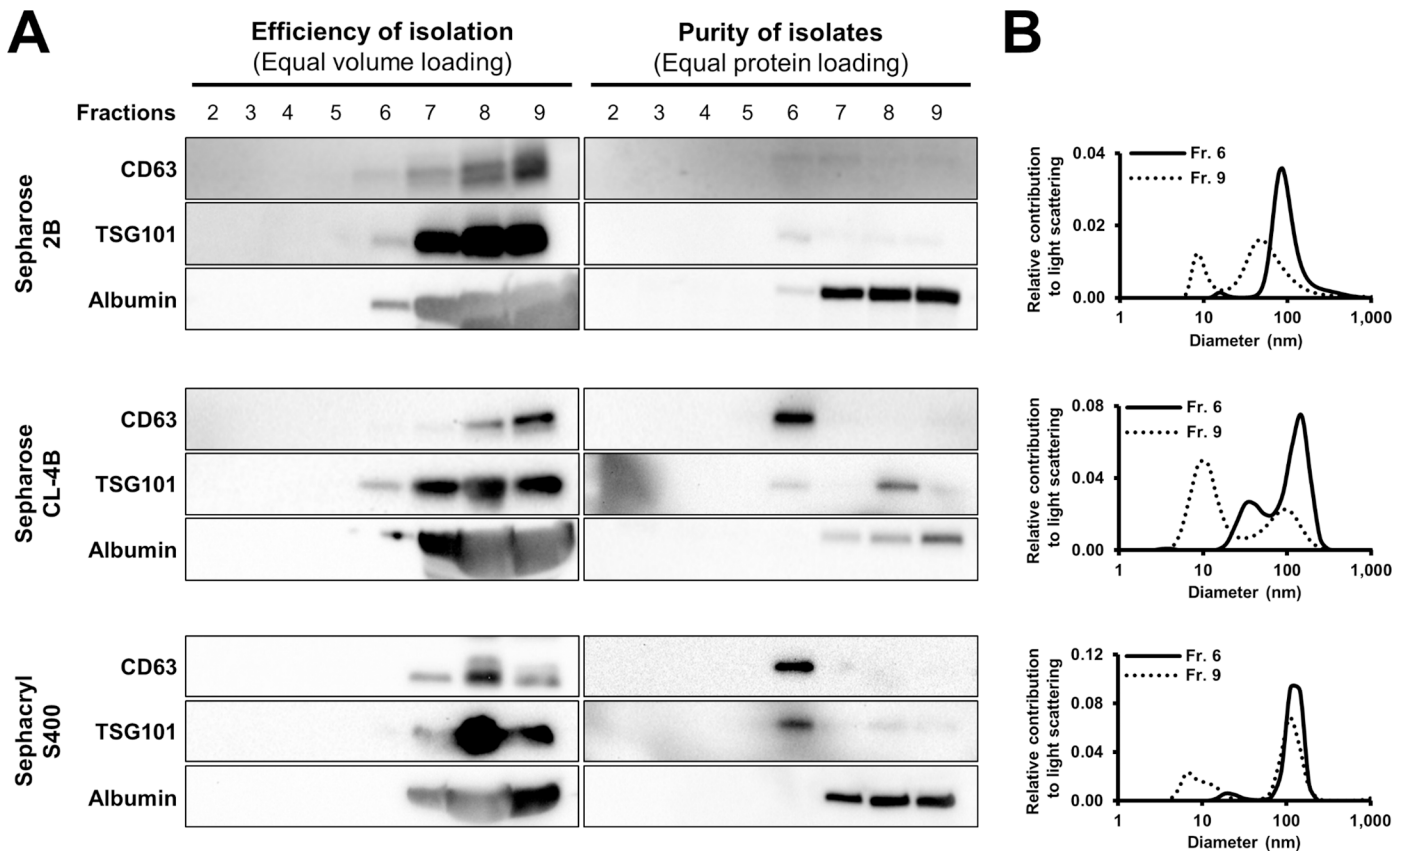 A
Efficiency of isolation
(Equal volume loading)
Purity of isolates
(Equal protein loading)
Fractions 2 3 4 5 6 7 8 9 2 3 4 5 6 7 8 9
Sepharose
2B
CD63
TSG101
Albumin
Sepharose
CL-4B
CD63
TSG101
Albumin
Sephacryl
S400
CD63
TSG101
Albumin
B
Relative contribution
to light scattering
0.04
0.02
0.00
Fr. 6
Fr. 9
1 10 100 1,000
Diameter (nm)
Relative contribution
to light scattering
0.08
0.04
0.00
Fr. 6
Fr. 9
1 10 100 1,000
Diameter (nm)
Relative contribution
to light scattering
0.12
0.08
0.04
0.00
Fr. 6
Fr. 9
1 10 100 1,000
Diameter (nm)